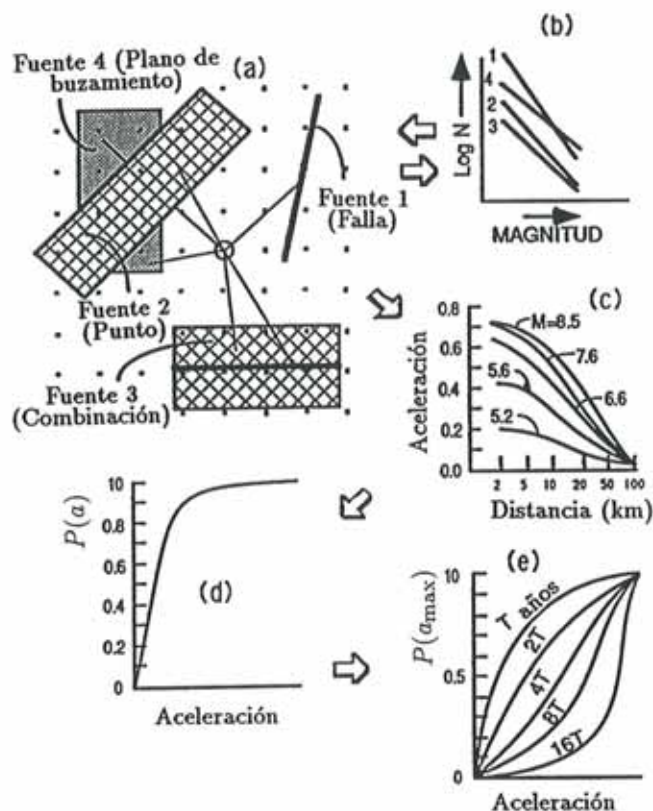 Fuente 4 (Plano de
buzamiento)
(a)
Fuente 1
(Falla)
Fuente 2
(Punto)
Fuente 3
(Combinación)
(b)
Log N
1
4
2
3
MAGNITUD
(c)
Aceleración
0.8
0.6
0.4
0.2
0.0
M=8.5
7.6
6.6
5.6
5.2
2 5 10 20 50 100
Distancia (km)
(d)
P(a)
10
0.8
0.6
0.4
0.2
0
Aceleración
(e)
P(a_max)
10
0.5
0
T años
2T
4T
8T
16T
Aceleración